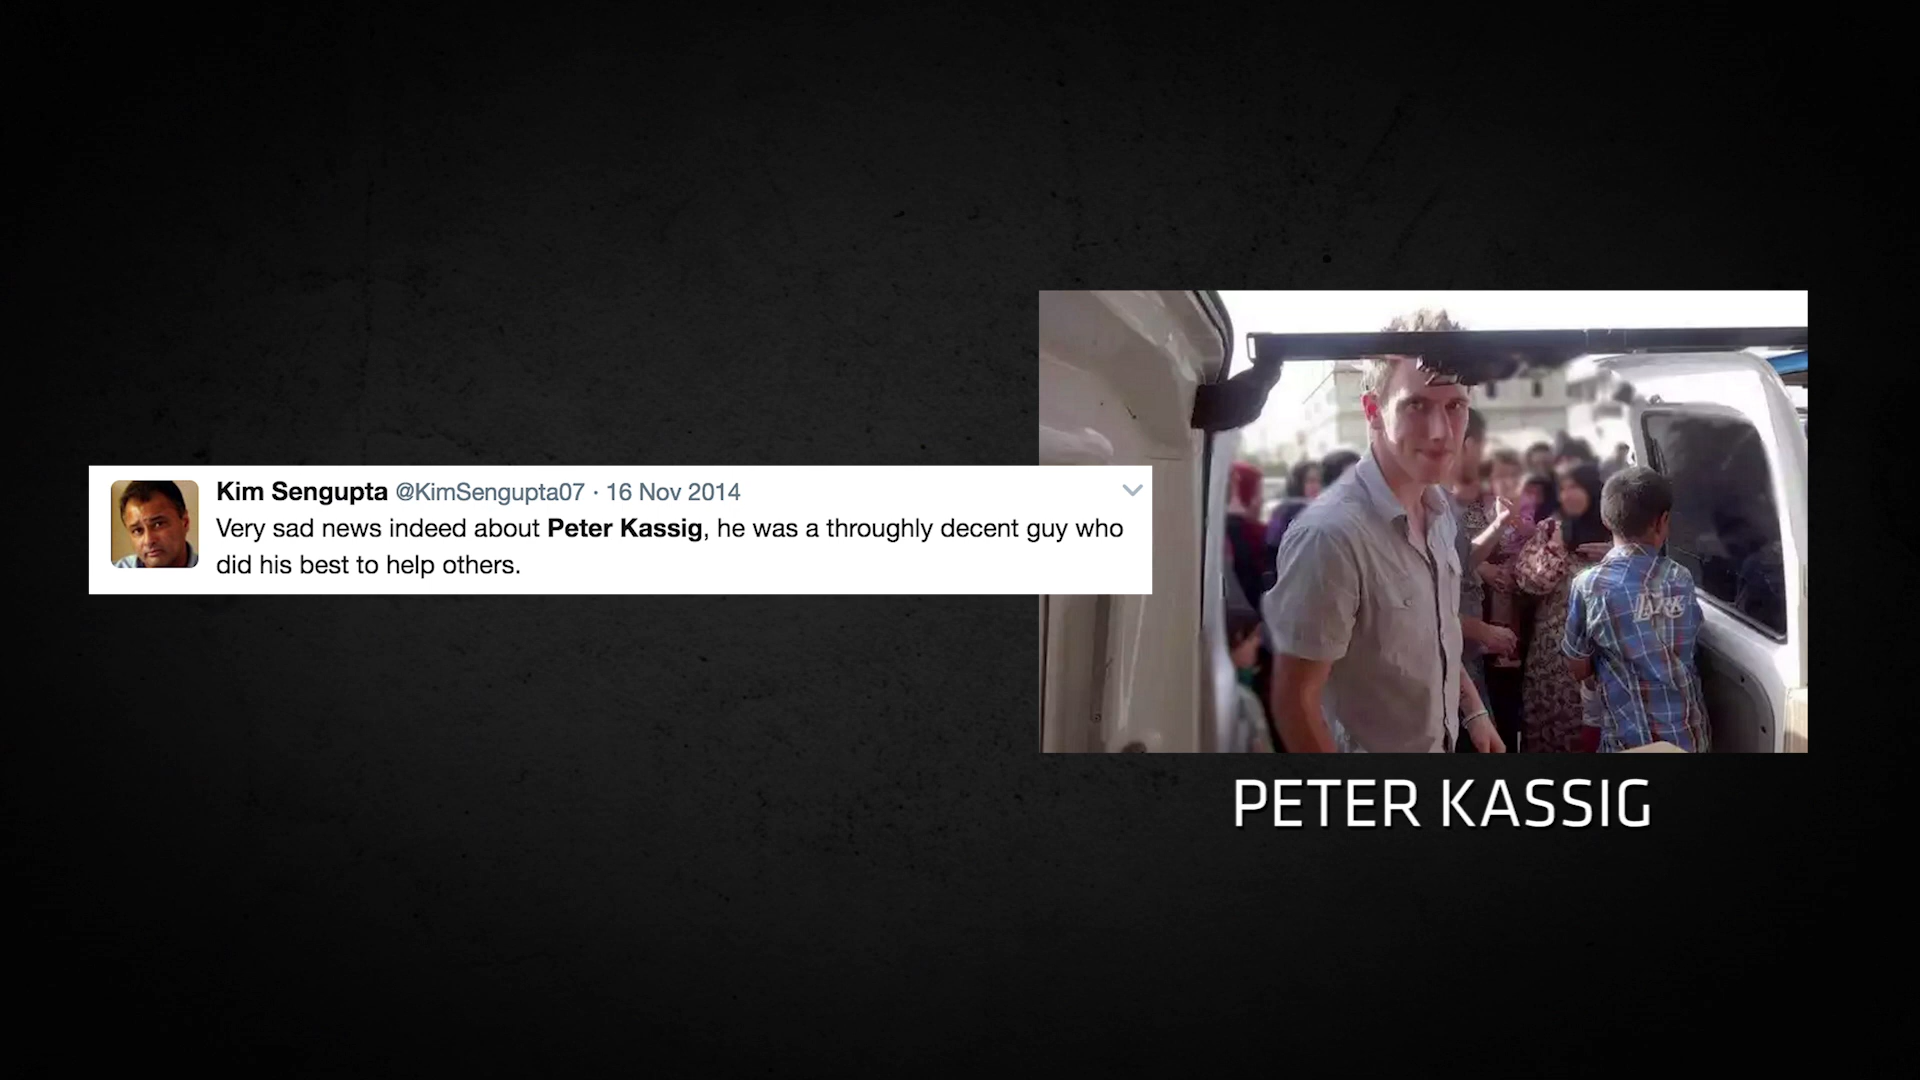 Kim Sengupta @KimSengupta07 · 16 Nov 2014
Very sad news indeed about Peter Kassig, he was a throughly decent guy who
did his best to help others.
LARK
PETER KASSIG